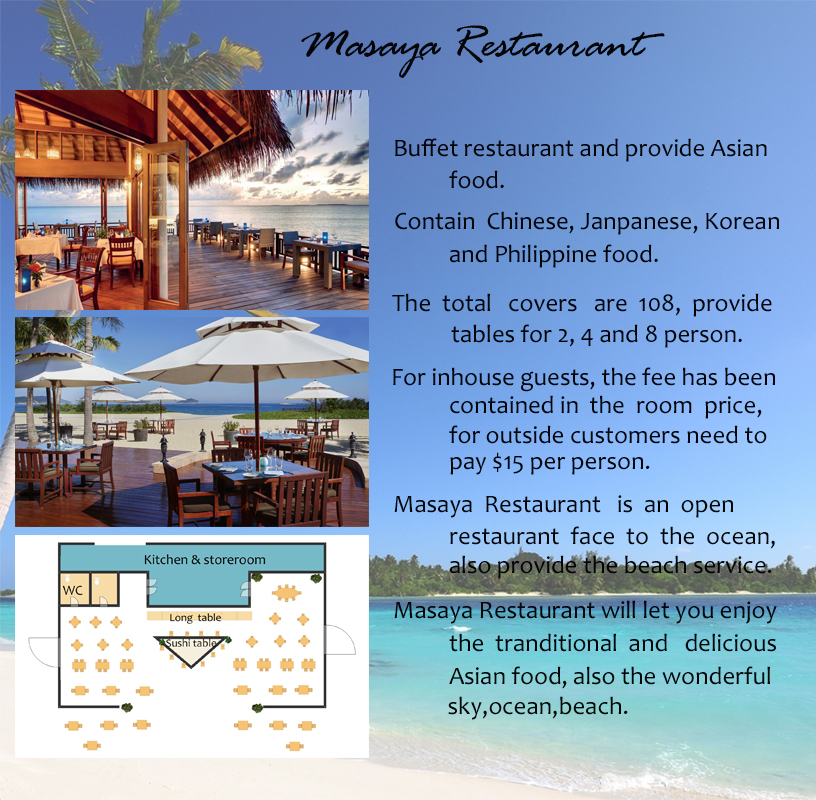 Masaya Restaurant
Buffet restaurant and provide Asian
food.
Contain Chinese, Janpanese, Korean
and Philippine food.
The total covers are 108, provide
tables for 2, 4 and 8 person.
For inhouse guests, the fee has been
contained in the room price,
for outside customers need to
pay $15 per person.
Masaya Restaurant is an open
restaurant face to the ocean,
also provide the beach service.
Masaya Restaurant will let you enjoy
the tranditional and delicious
Asian food, also the wonderful
sky,ocean,beach.
Kitchen & storeroom
WC
Long table
Sushi table